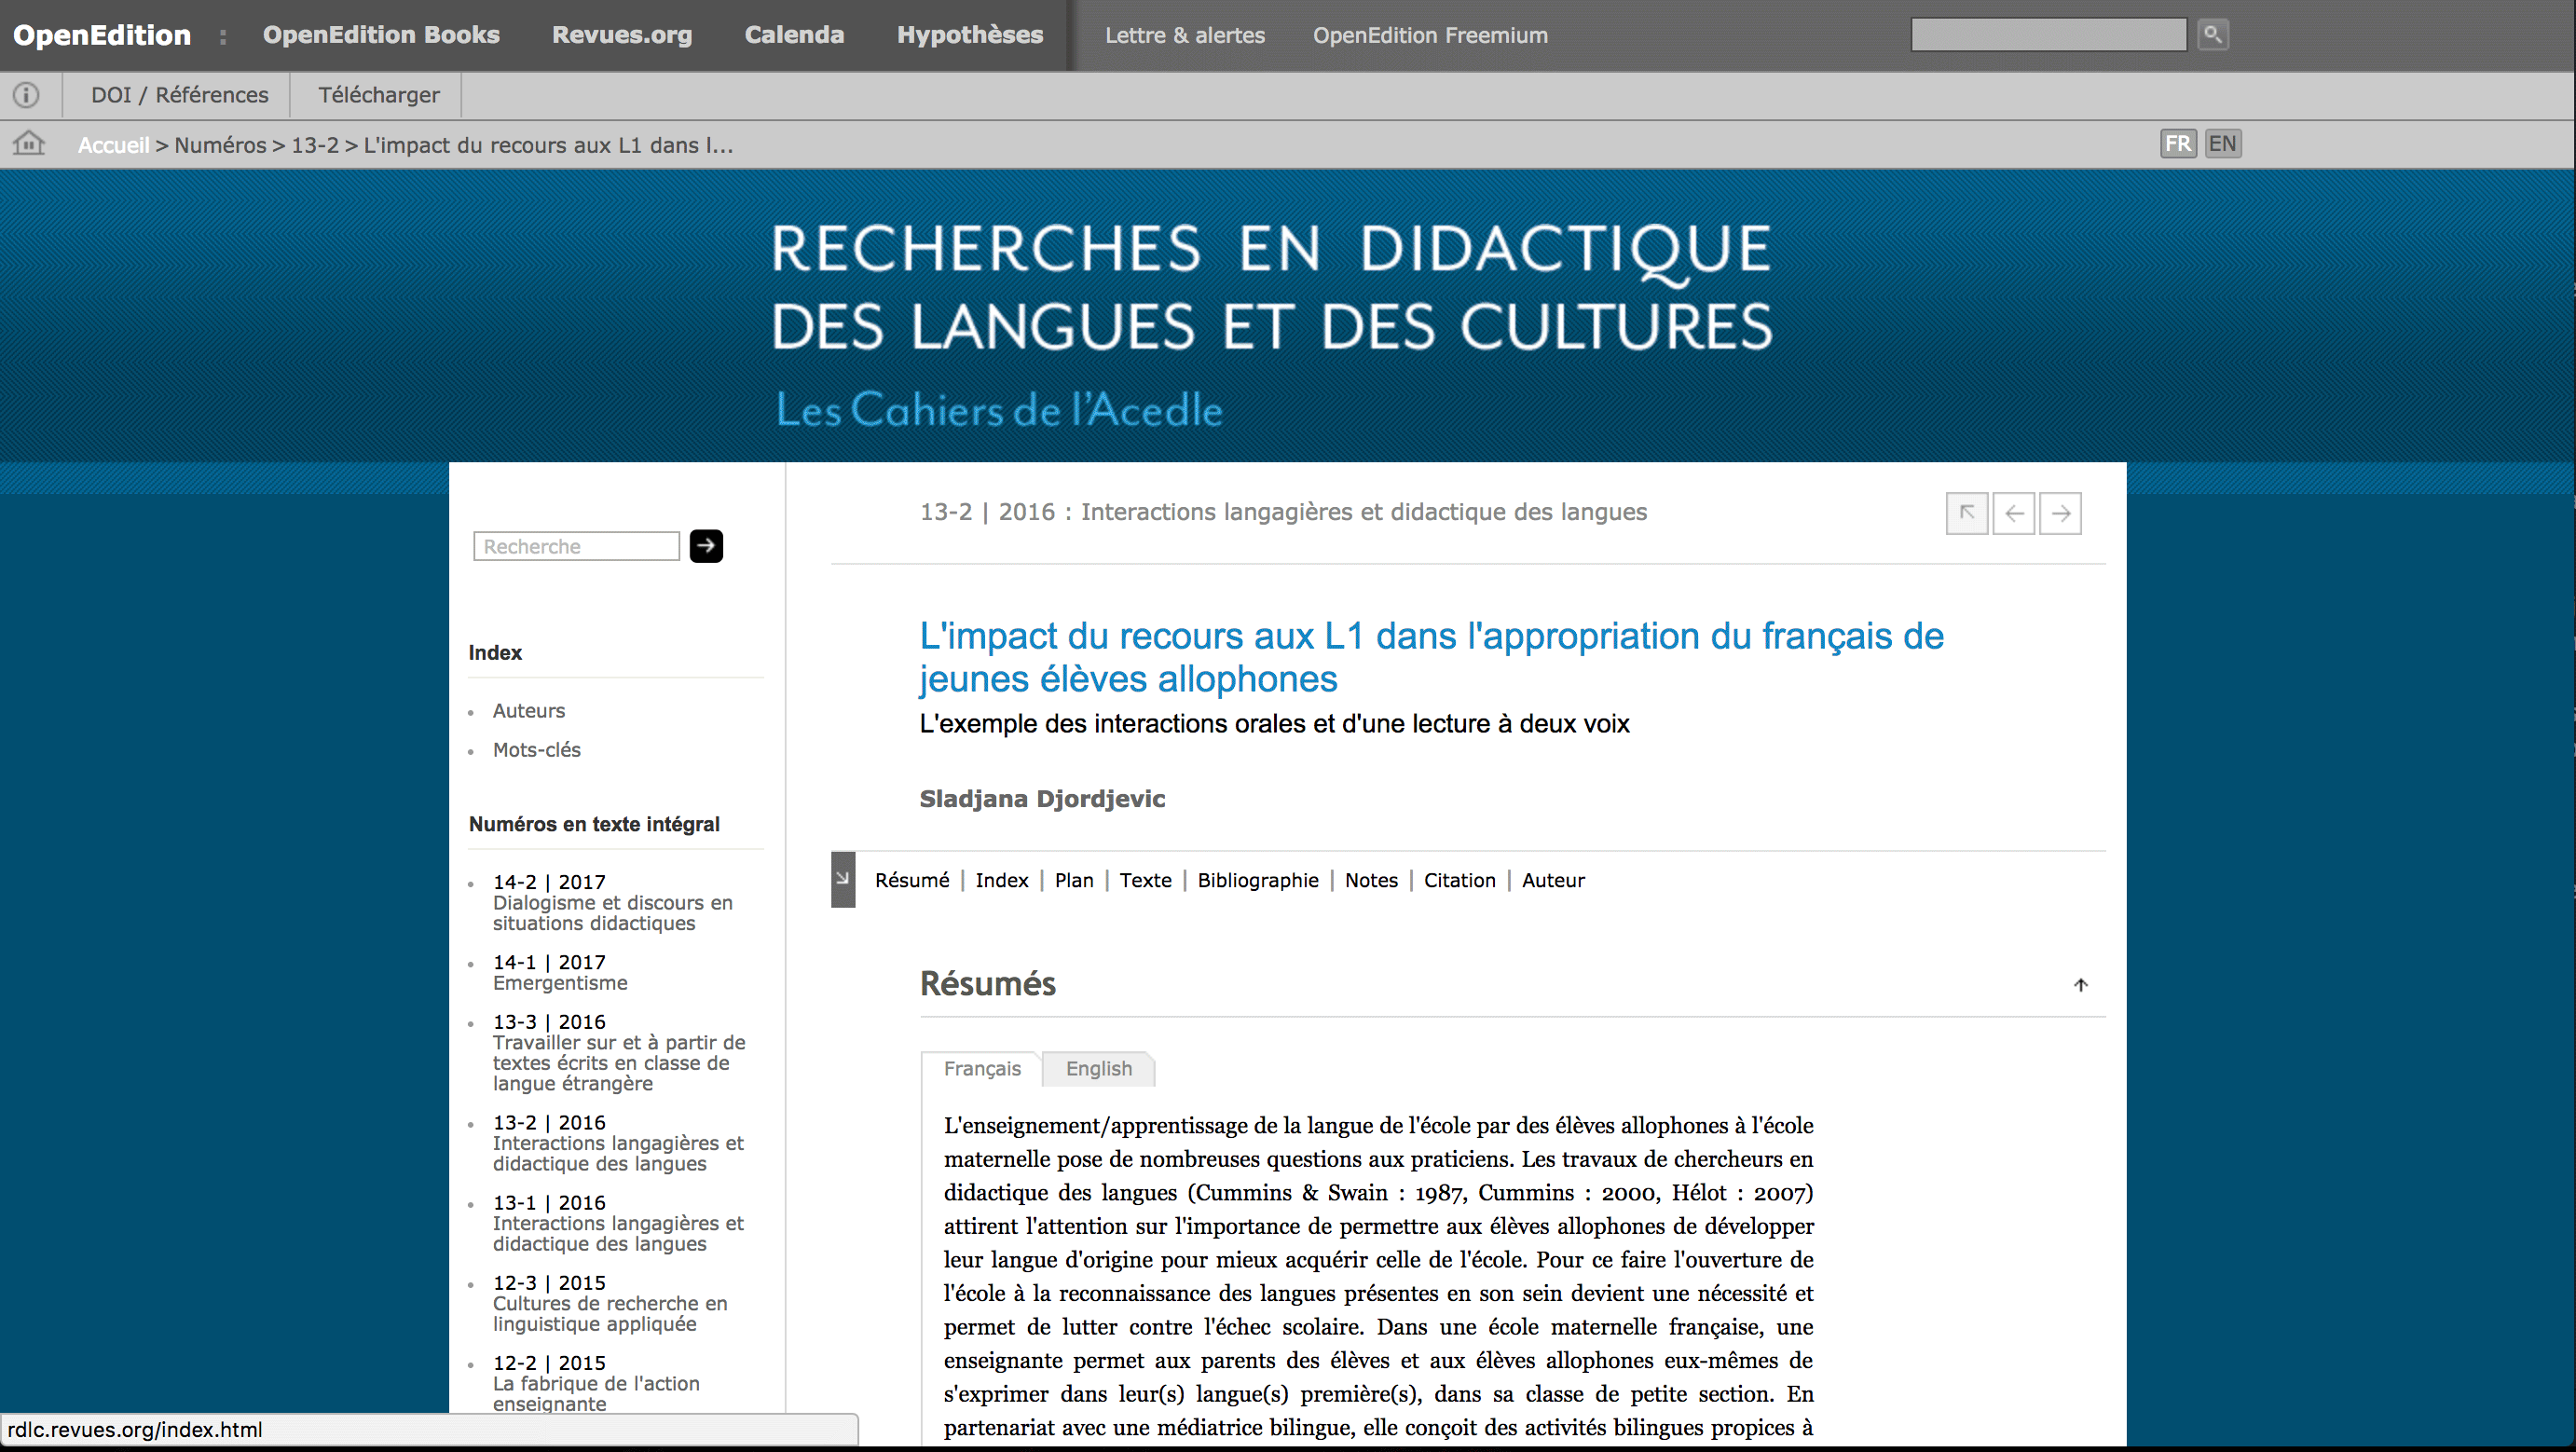 OpenEdition : OpenEdition Books Revues.org Calenda Hypothèses Lettre & alertes OpenEdition Freemium
DOI / Références Télécharger
Accueil > Numéros > 13-2 > L'impact du recours aux L1 dans l...
FR EN
RECHERCHES EN DIDACTIQUE
DES LANGUES ET DES CULTURES
Les Cahiers de l'Acedle
Recherche
Index
Auteurs
Mots-clés
Numéros en texte intégral
14-2 | 2017
Dialogisme et discours en
situations didactiques
14-1 | 2017
Emergentisme
13-3 | 2016
Travailler sur et à partir de
textes écrits en classe de
langue étrangère
13-2 | 2016
Interactions langagières et
didactique des langues
13-1 | 2016
Interactions langagières et
didactique des langues
12-3 | 2015
Cultures de recherche en
linguistique appliquée
12-2 | 2015
La fabrique de l'action
enseignante
13-2 | 2016 : Interactions langagières et didactique des langues
L'impact du recours aux L1 dans l'appropriation du français de
jeunes élèves allophones
L'exemple des interactions orales et d'une lecture à deux voix
Sladjana Djordjevic
Résumé | Index | Plan | Texte | Bibliographie | Notes | Citation | Auteur
Résumés
Français English
L'enseignement/apprentissage de la langue de l'école par des élèves allophones à l'école
maternelle pose de nombreuses questions aux praticiens. Les travaux de chercheurs en
didactique des langues (Cummins & Swain : 1987, Cummins : 2000, Hélot : 2007)
attirent l'attention sur l'importance de permettre aux élèves allophones de développer
leur langue d'origine pour mieux acquérir celle de l'école. Pour ce faire l'ouverture de
l'école à la reconnaissance des langues présentes en son sein devient une nécessité et
permet de lutter contre l'échec scolaire. Dans une école maternelle française, une
enseignante permet aux parents des élèves et aux élèves allophones eux-mêmes de
s'exprimer dans leur(s) langue(s) première(s), dans sa classe de petite section. En
partenariat avec une médiatrice bilingue, elle conçoit des activités bilingues propices à
rdlc.revues.org/index.html